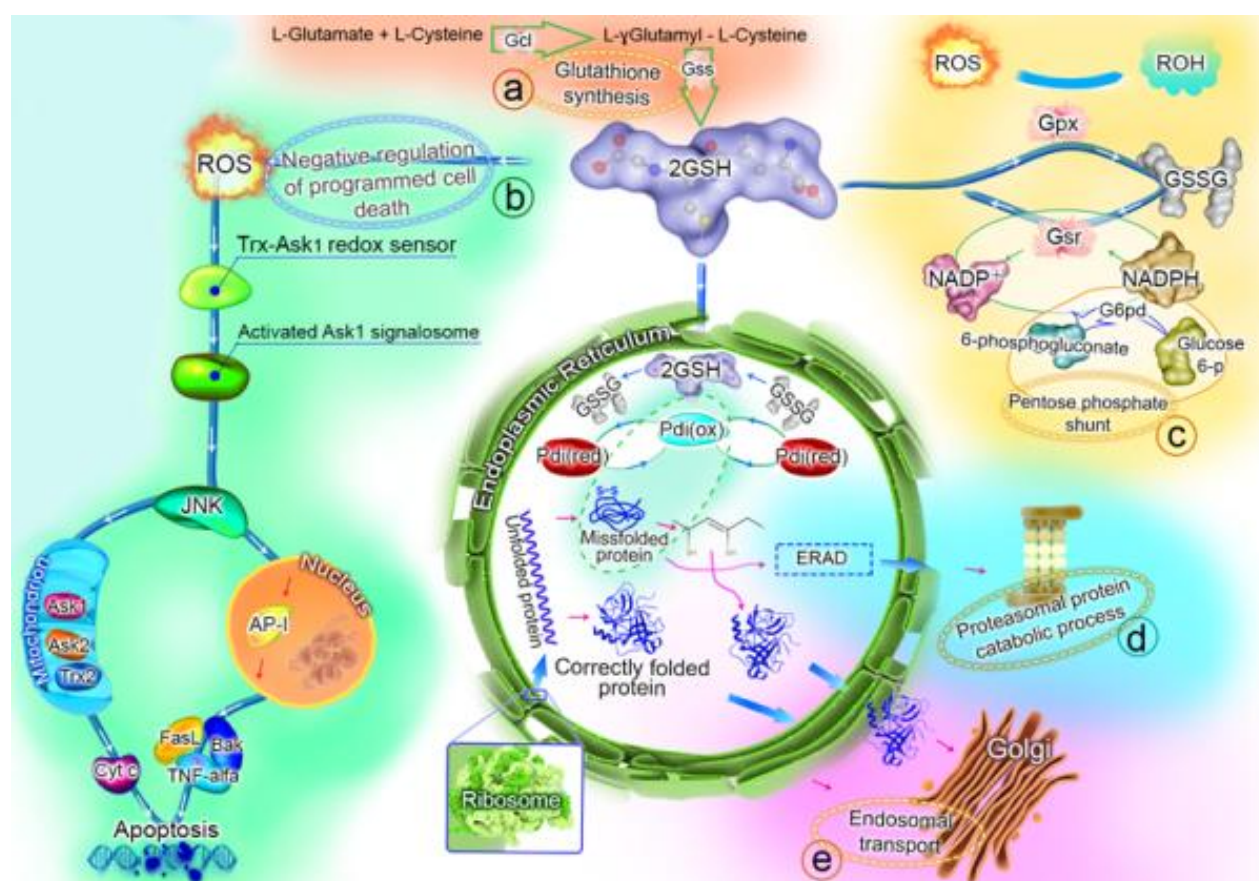 L-Glutamate + L-Cysteine
Gcl
L-γGlutamyl - L-Cysteine
Gss
a
Glutathione
synthesis
ROS
Negative regulation
of programmed cell
death
b
2GSH
ROS
ROH
Gpx
GSSG
Gsr
NADP+
NADPH
G6pd
6-phosphogluconate
Glucose
6-p
Pentose phosphate
shunt
c
Trx-Ask1 redox sensor
Activated Ask1 signalosome
JNK
Mitochondrion
Ask1
Ask2
Trx2
Nucleus
AP-I
Cyt c
FasL
Bak
TNF-alfa
Apoptosis
Endoplasmic Reticulum
2GSH
GSSG
GSSG
Pdi(ox)
Pdi(red)
Pdi(red)
S-S
Unfolded protein
Missfolded
protein
ERAD
Correctly folded
protein
Ribosome
Proteasomal protein
catabolic process
d
Golgi
Endosomal
transport
e